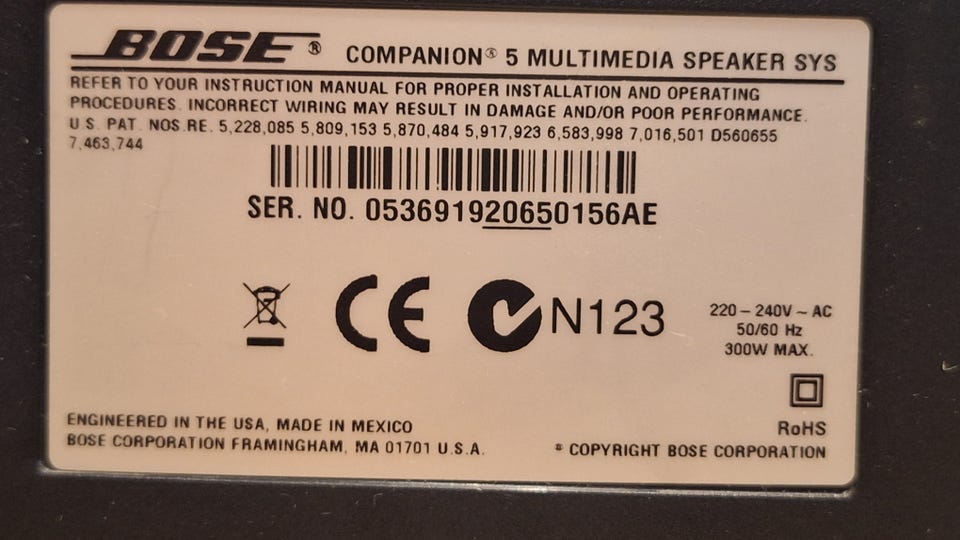 BOSE® COMPANION® 5 MULTIMEDIA SPEAKER SYS
REFER TO YOUR INSTRUCTION MANUAL FOR PROPER INSTALLATION AND OPERATING
PROCEDURES. INCORRECT WIRING MAY RESULT IN DAMAGE AND/OR POOR PERFORMANCE.
U.S. PAT. NOS.RE. 5,228,085 5,809,153 5,870,484 5,917,923 6,583,998 7,016,501 D560655
7,463,744
SER. NO. 053691920650156AE
CE N123
220 – 240V ~ AC
50/60 Hz
300W MAX.
RoHS
ENGINEERED IN THE USA, MADE IN MEXICO
BOSE CORPORATION FRAMINGHAM, MA 01701 U.S.A.
® COPYRIGHT BOSE CORPORATION